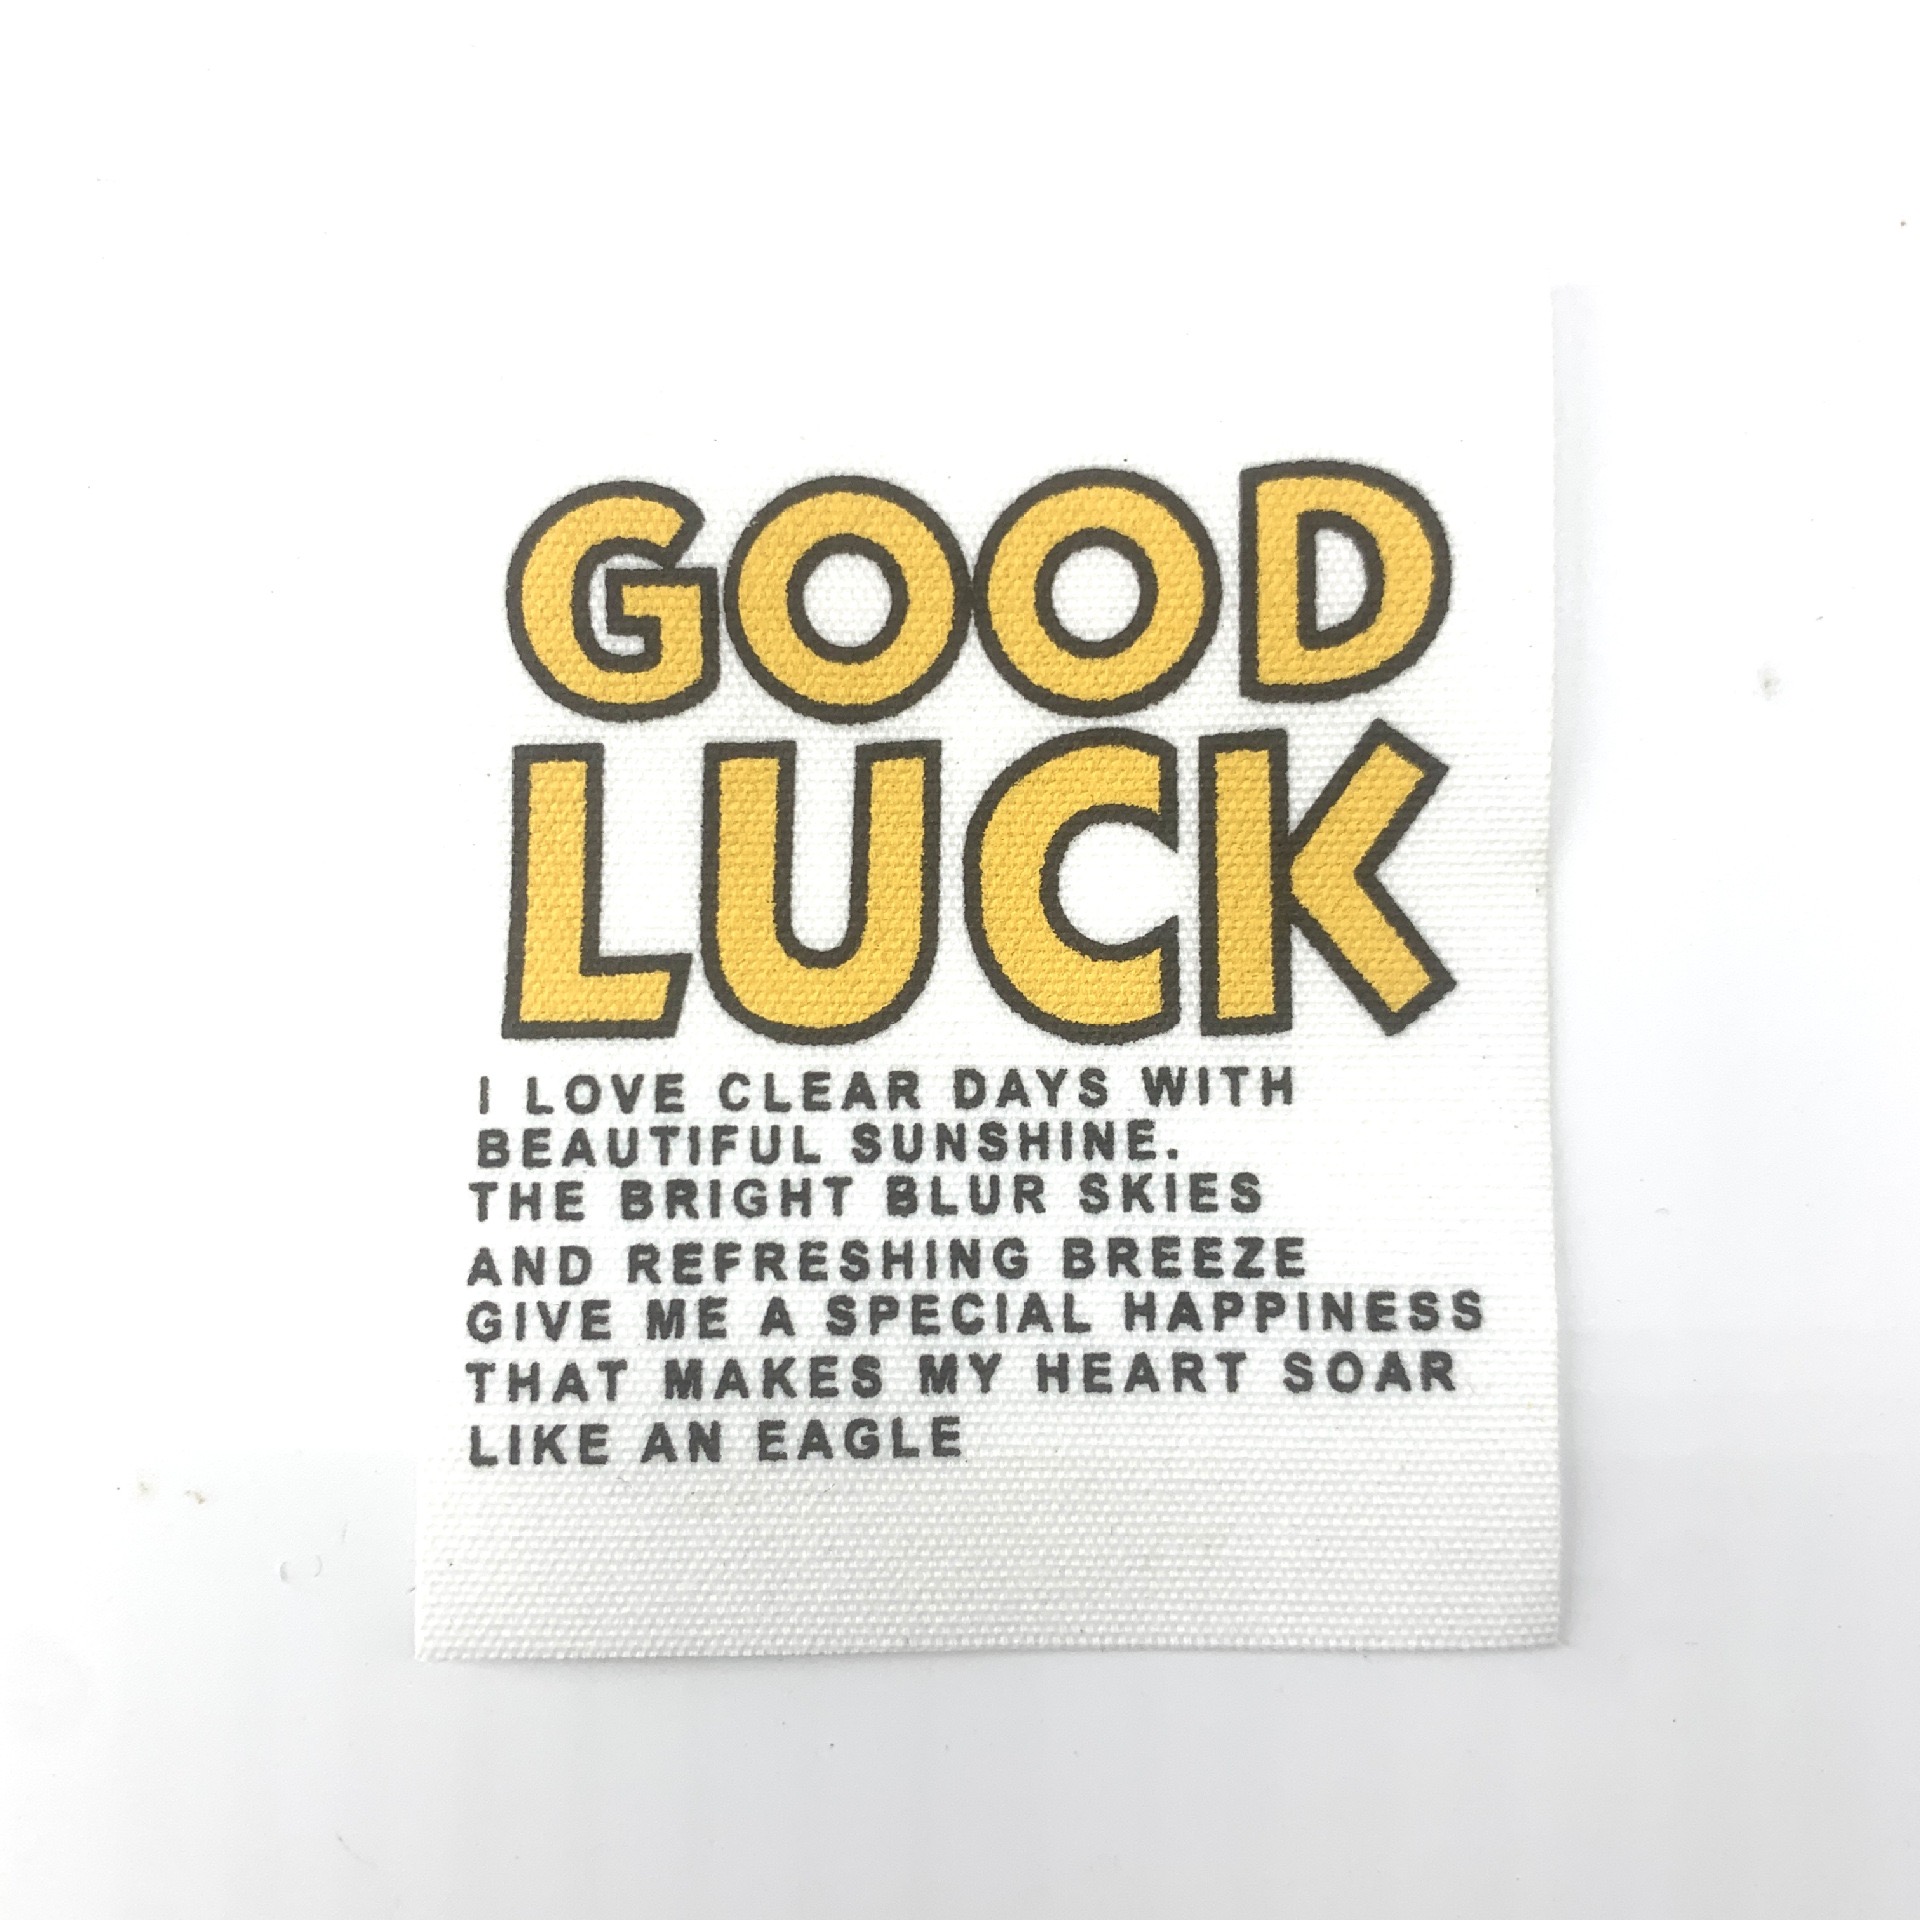 GOOD
LUCK
I LOVE CLEAR DAYS WITH
BEAUTIFUL SUNSHINE.
THE BRIGHT BLUR SKIES
AND REFRESHING BREEZE
GIVE ME A SPECIAL HAPPINESS
THAT MAKES MY HEART SOAR
LIKE AN EAGLE